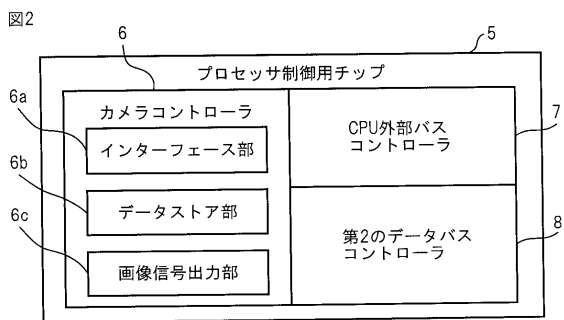 図2
5
6
プロセッサ制御用チップ
6a
カメラコントローラ
インターフェース部
6b
データストア部
6c
画像信号出力部
CPU外部バス
コントローラ
7
第2のデータバス
コントローラ
8